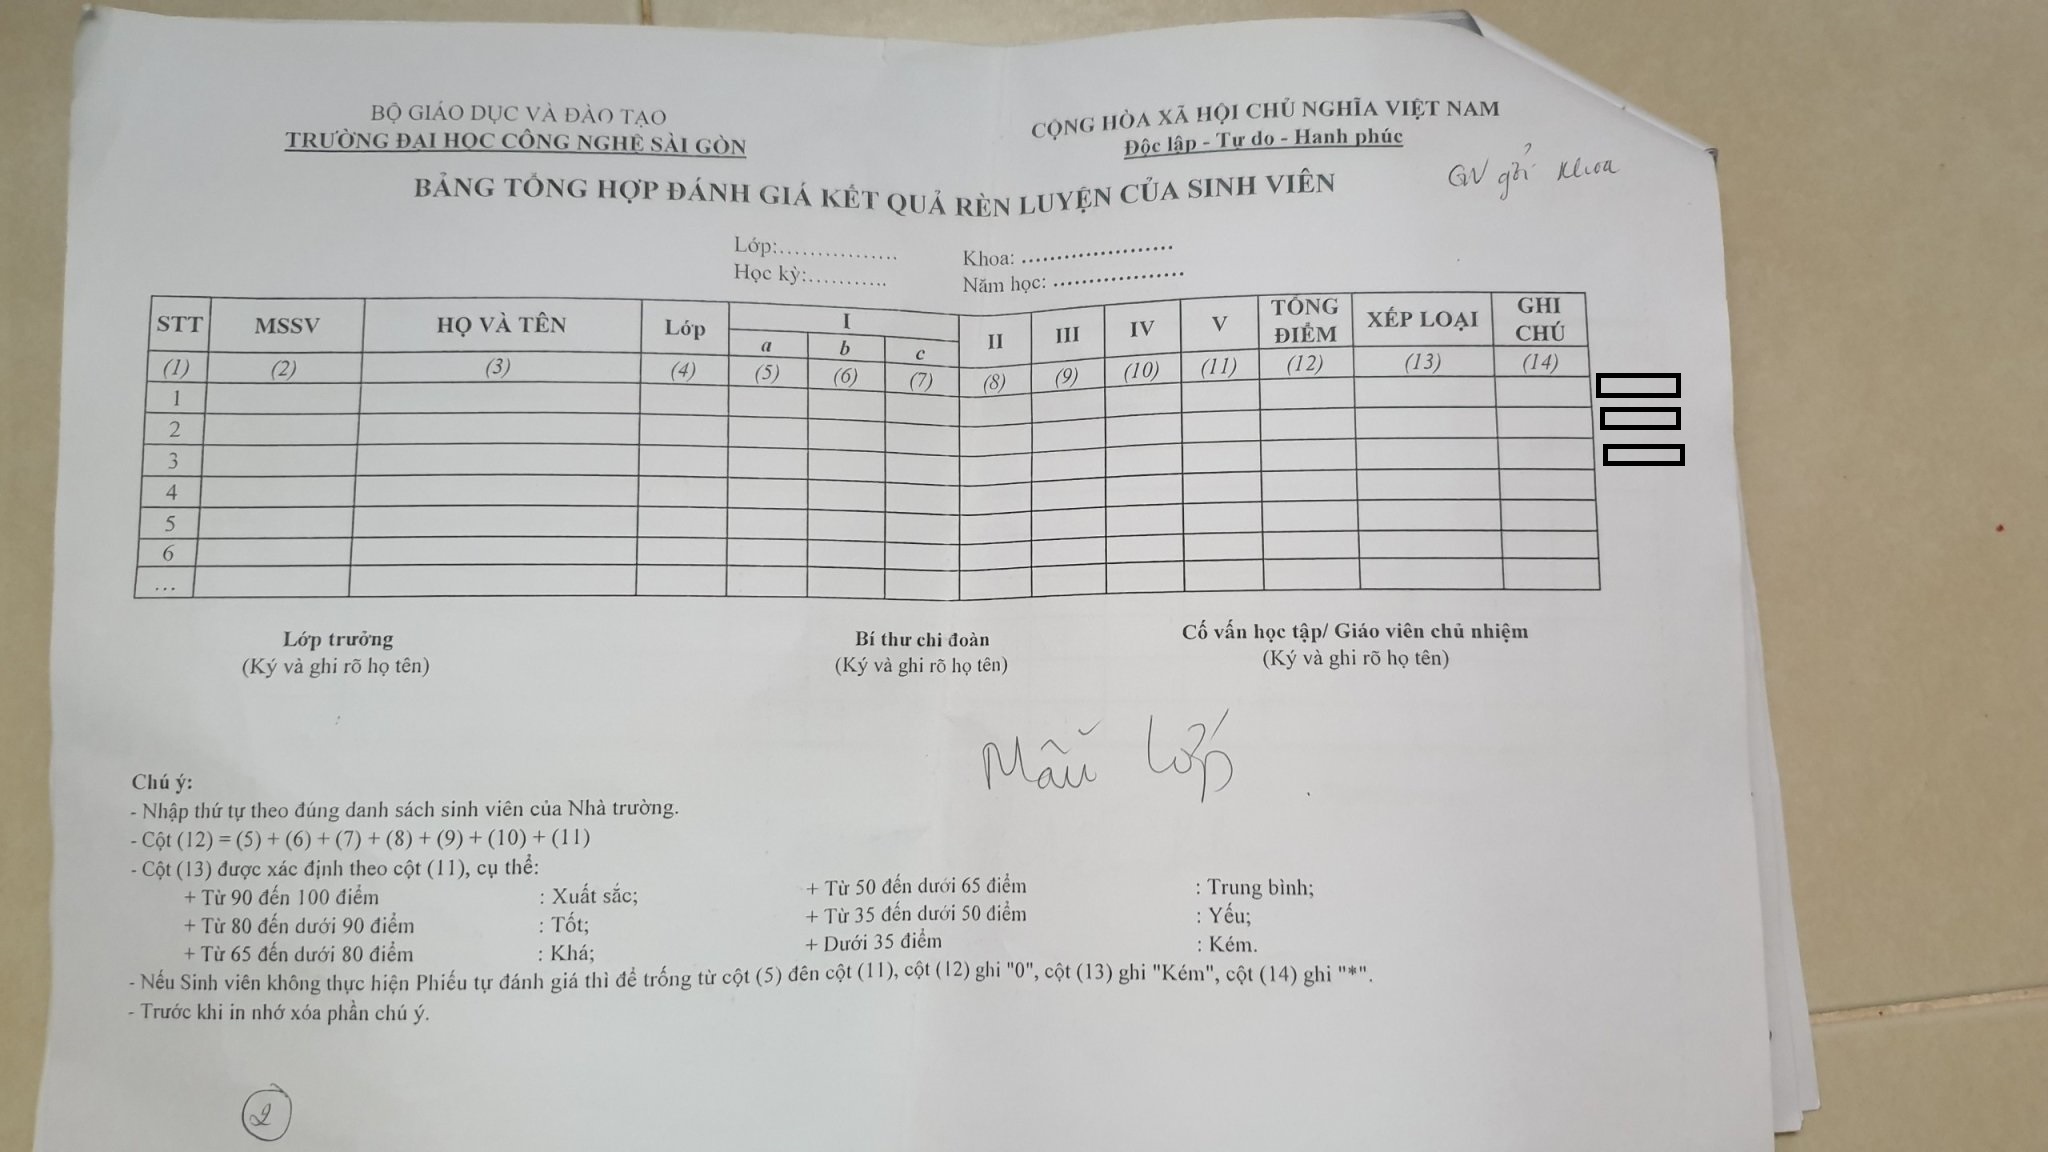 BỘ GIÁO DỤC VÀ ĐÀO TẠO
TRƯỜNG ĐẠI HỌC CÔNG NGHỆ SÀI GÒN
CỘNG HÒA XÃ HỘI CHỦ NGHĨA VIỆT NAM
Độc lập - Tự do - Hạnh phúc
GV gửi Khoa
BẢNG TỔNG HỢP ĐÁNH GIÁ KẾT QUẢ RÈN LUYỆN CỦA SINH VIÊN
Lớp:................ Khoa: .....................
Học kỳ:........... Năm học: ..................
STT MSSV HỌ VÀ TÊN Lớp I II III IV V TỔNG ĐIỂM XẾP LOẠI GHI CHÚ
a b c
(1) (2) (3) (4) (5) (6) (7) (8) (9) (10) (11) (12) (13) (14)
1
2
3
4
5
6
...
Lớp trưởng Bí thư chi đoàn Cố vấn học tập/ Giáo viên chủ nhiệm
(Ký và ghi rõ họ tên) (Ký và ghi rõ họ tên) (Ký và ghi rõ họ tên)
Mẫu lớp
Chú ý:
- Nhập thứ tự theo đúng danh sách sinh viên của Nhà trường.
- Cột (12) = (5) + (6) + (7) + (8) + (9) + (10) + (11)
- Cột (13) được xác định theo cột (11), cụ thể:
+ Từ 90 đến 100 điểm : Xuất sắc; + Từ 50 đến dưới 65 điểm : Trung bình;
+ Từ 80 đến dưới 90 điểm : Tốt; + Từ 35 đến dưới 50 điểm : Yếu;
+ Từ 65 đến dưới 80 điểm : Khá; + Dưới 35 điểm : Kém.
- Nếu Sinh viên không thực hiện Phiếu tự đánh giá thì để trống từ cột (5) đên cột (11), cột (12) ghi "0", cột (13) ghi "Kém", cột (14) ghi "*".
- Trước khi in nhớ xóa phần chú ý.
2